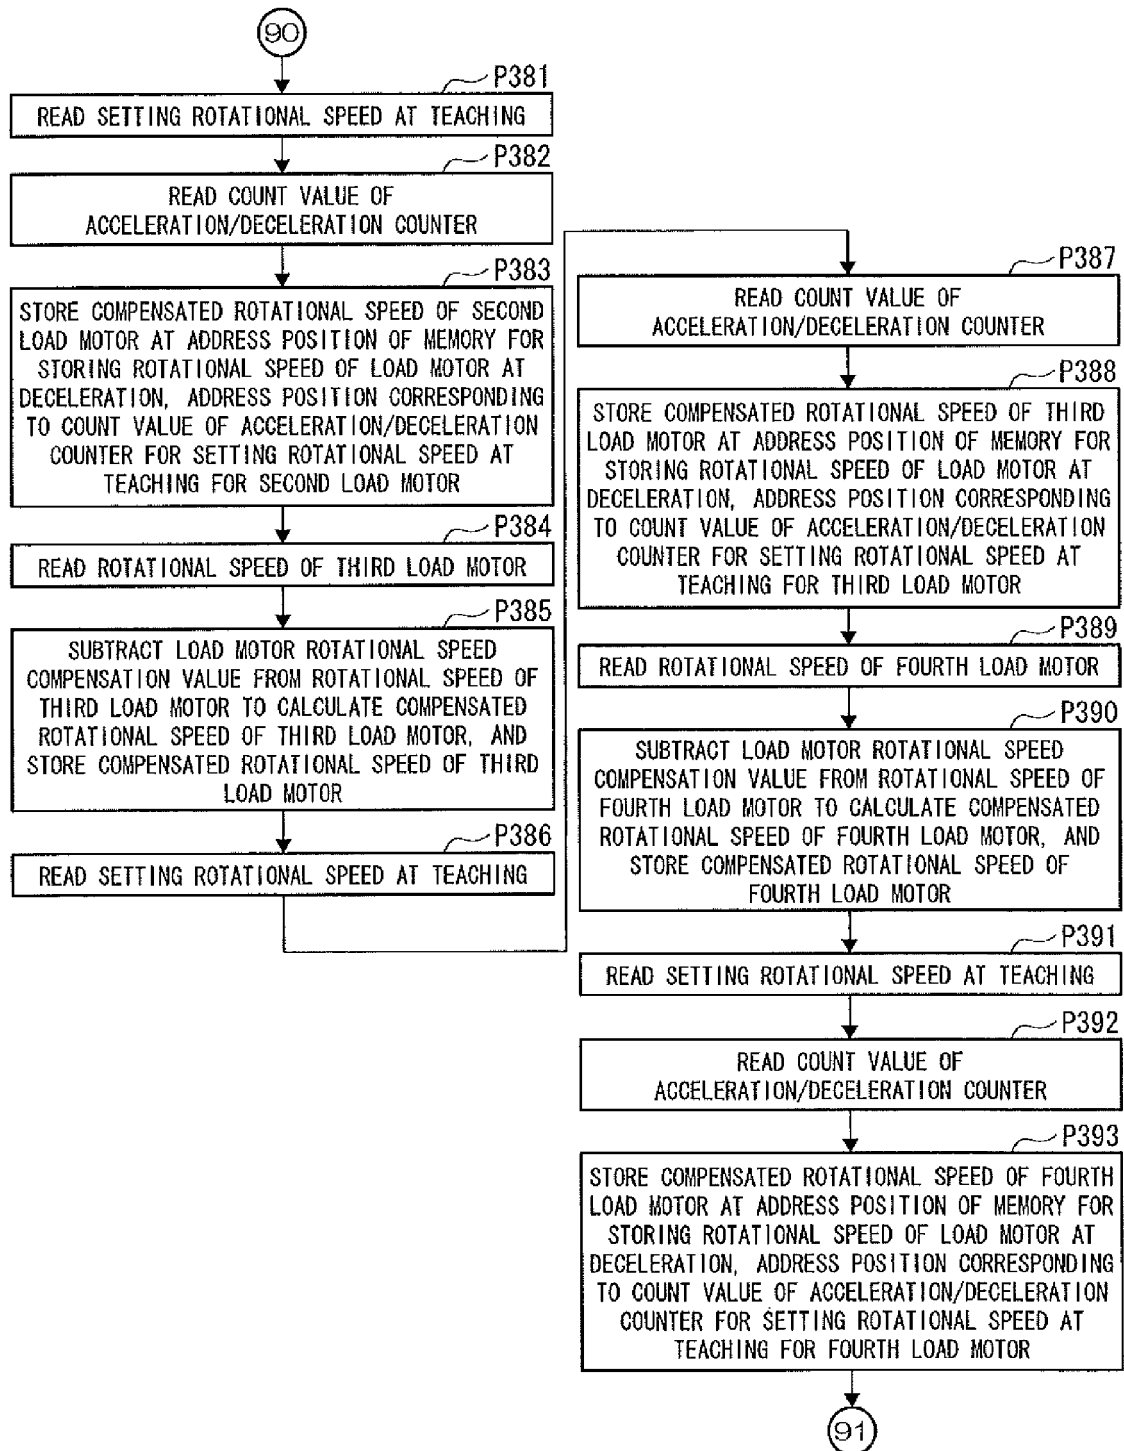 90
P381
READ SETTING ROTATIONAL SPEED AT TEACHING
P382
READ COUNT VALUE OF
ACCELERATION/DECELERATION COUNTER
P383
STORE COMPENSATED ROTATIONAL SPEED OF SECOND
LOAD MOTOR AT ADDRESS POSITION OF MEMORY FOR
STORING ROTATIONAL SPEED OF LOAD MOTOR AT
DECELERATION, ADDRESS POSITION CORRESPONDING
TO COUNT VALUE OF ACCELERATION/DECELERATION
COUNTER FOR SETTING ROTATIONAL SPEED AT
TEACHING FOR SECOND LOAD MOTOR
P384
READ ROTATIONAL SPEED OF THIRD LOAD MOTOR
P385
SUBTRACT LOAD MOTOR ROTATIONAL SPEED
COMPENSATION VALUE FROM ROTATIONAL SPEED OF
THIRD LOAD MOTOR TO CALCULATE COMPENSATED
ROTATIONAL SPEED OF THIRD LOAD MOTOR, AND
STORE COMPENSATED ROTATIONAL SPEED OF THIRD
LOAD MOTOR
P386
READ SETTING ROTATIONAL SPEED AT TEACHING
P387
READ COUNT VALUE OF
ACCELERATION/DECELERATION COUNTER
P388
STORE COMPENSATED ROTATIONAL SPEED OF THIRD
LOAD MOTOR AT ADDRESS POSITION OF MEMORY FOR
STORING ROTATIONAL SPEED OF LOAD MOTOR AT
DECELERATION, ADDRESS POSITION CORRESPONDING
TO COUNT VALUE OF ACCELERATION/DECELERATION
COUNTER FOR SETTING ROTATIONAL SPEED AT
TEACHING FOR THIRD LOAD MOTOR
P389
READ ROTATIONAL SPEED OF FOURTH LOAD MOTOR
P390
SUBTRACT LOAD MOTOR ROTATIONAL SPEED
COMPENSATION VALUE FROM ROTATIONAL SPEED OF
FOURTH LOAD MOTOR TO CALCULATE COMPENSATED
ROTATIONAL SPEED OF FOURTH LOAD MOTOR, AND
STORE COMPENSATED ROTATIONAL SPEED OF
FOURTH LOAD MOTOR
P391
READ SETTING ROTATIONAL SPEED AT TEACHING
P392
READ COUNT VALUE OF
ACCELERATION/DECELERATION COUNTER
P393
STORE COMPENSATED ROTATIONAL SPEED OF FOURTH
LOAD MOTOR AT ADDRESS POSITION OF MEMORY FOR
STORING ROTATIONAL SPEED OF LOAD MOTOR AT
DECELERATION, ADDRESS POSITION CORRESPONDING
TO COUNT VALUE OF ACCELERATION/DECELERATION
COUNTER FOR SETTING ROTATIONAL SPEED AT
TEACHING FOR FOURTH LOAD MOTOR
91